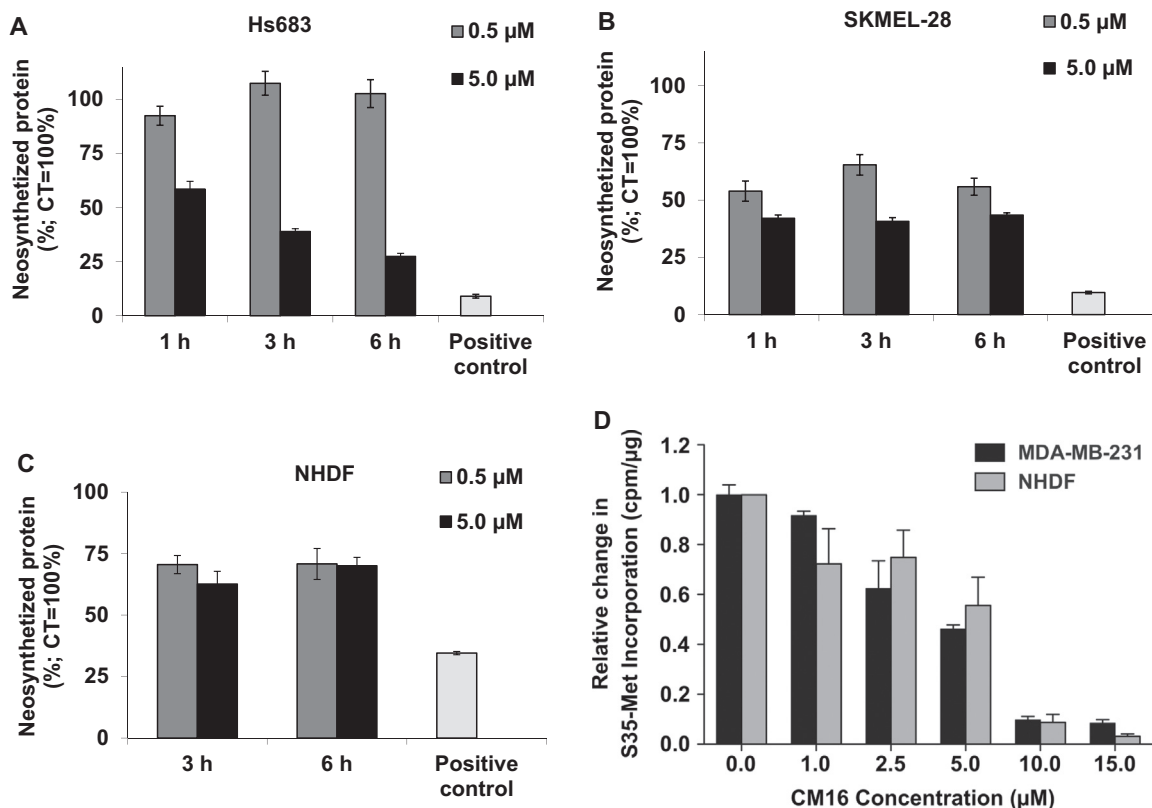 A
Hs683
0.5 µM
5.0 µM
Neosynthetized protein
(%; CT=100%)
100
75
50
25
0
1 h
3 h
6 h
Positive
control
B
SKMEL-28
0.5 µM
5.0 µM
Neosynthetized protein
(%; CT=100%)
100
75
50
25
0
1 h
3 h
6 h
Positive
control
C
NHDF
0.5 µM
5.0 µM
Neosynthetized protein
(%; CT=100%)
100
75
50
25
0
3 h
6 h
Positive
control
D
MDA-MB-231
NHDF
Relative change in
S35-Met Incorporation (cpm/µg)
1.2
1.0
0.8
0.6
0.4
0.2
0.0
0.0
1.0
2.5
5.0
10.0
15.0
CM16 Concentration (µM)